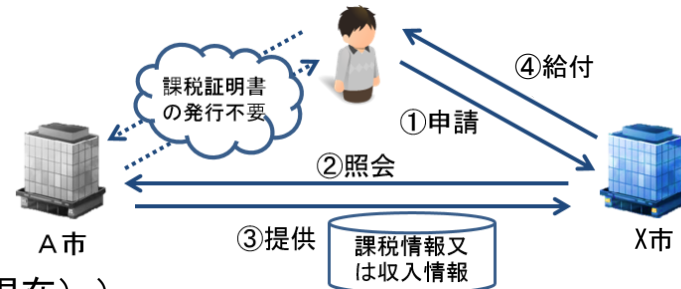 課税証明書
の発行不要
④給付
①申請
②照会
③提供
課税情報又
は収入情報
A市
X市